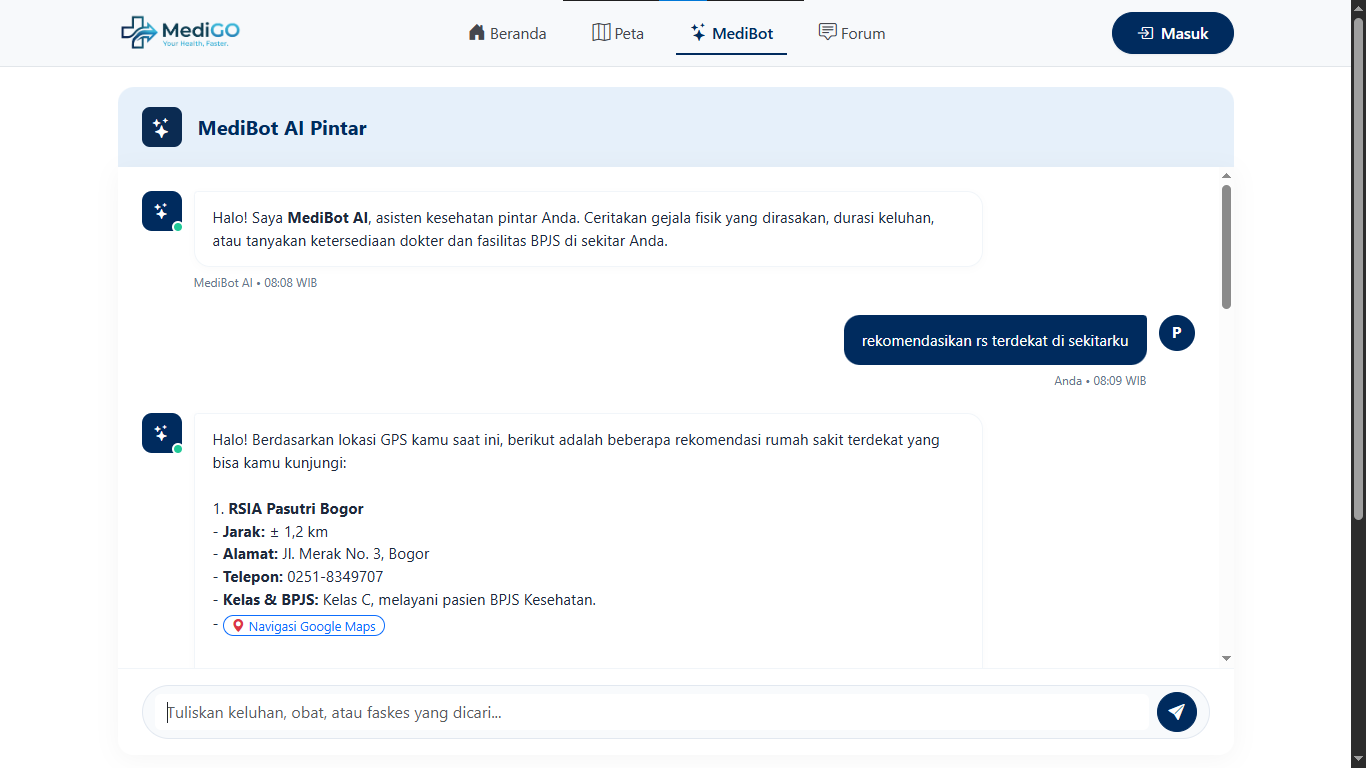 MediGO
Your Health, Faster.
Beranda
Peta
MediBot
Forum
Masuk
MediBot AI Pintar
Halo! Saya MediBot AI, asisten kesehatan pintar Anda. Ceritakan gejala fisik yang dirasakan, durasi keluhan,
atau tanyakan ketersediaan dokter dan fasilitas BPJS di sekitar Anda.
MediBot AI • 08:08 WIB
rekomendasikan rs terdekat di sekitarku
P
Anda • 08:09 WIB
Halo! Berdasarkan lokasi GPS kamu saat ini, berikut adalah beberapa rekomendasi rumah sakit terdekat yang
bisa kamu kunjungi:
1. RSIA Pasutri Bogor
- Jarak: ± 1,2 km
- Alamat: Jl. Merak No. 3, Bogor
- Telepon: 0251-8349707
- Kelas & BPJS: Kelas C, melayani pasien BPJS Kesehatan.
- Navigasi Google Maps
Tuliskan keluhan, obat, atau faskes yang dicari...